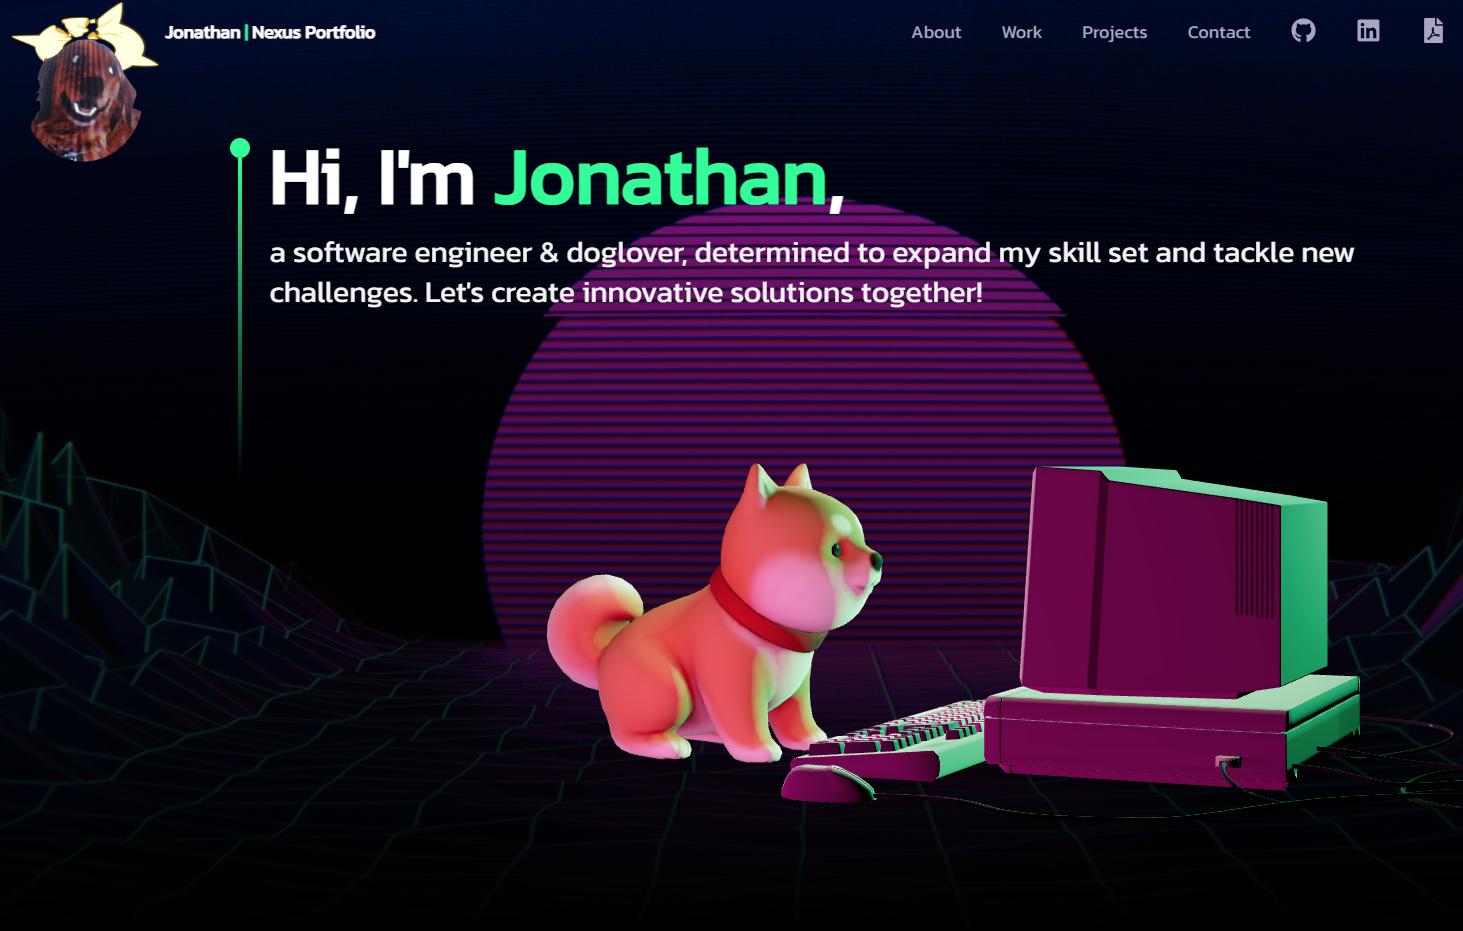 Jonathan | Nexus Portfolio
About
Work
Projects
Contact
in
Hi, I'm Jonathan,
a software engineer & doglover, determined to expand my skill set and tackle new
challenges. Let's create innovative solutions together!